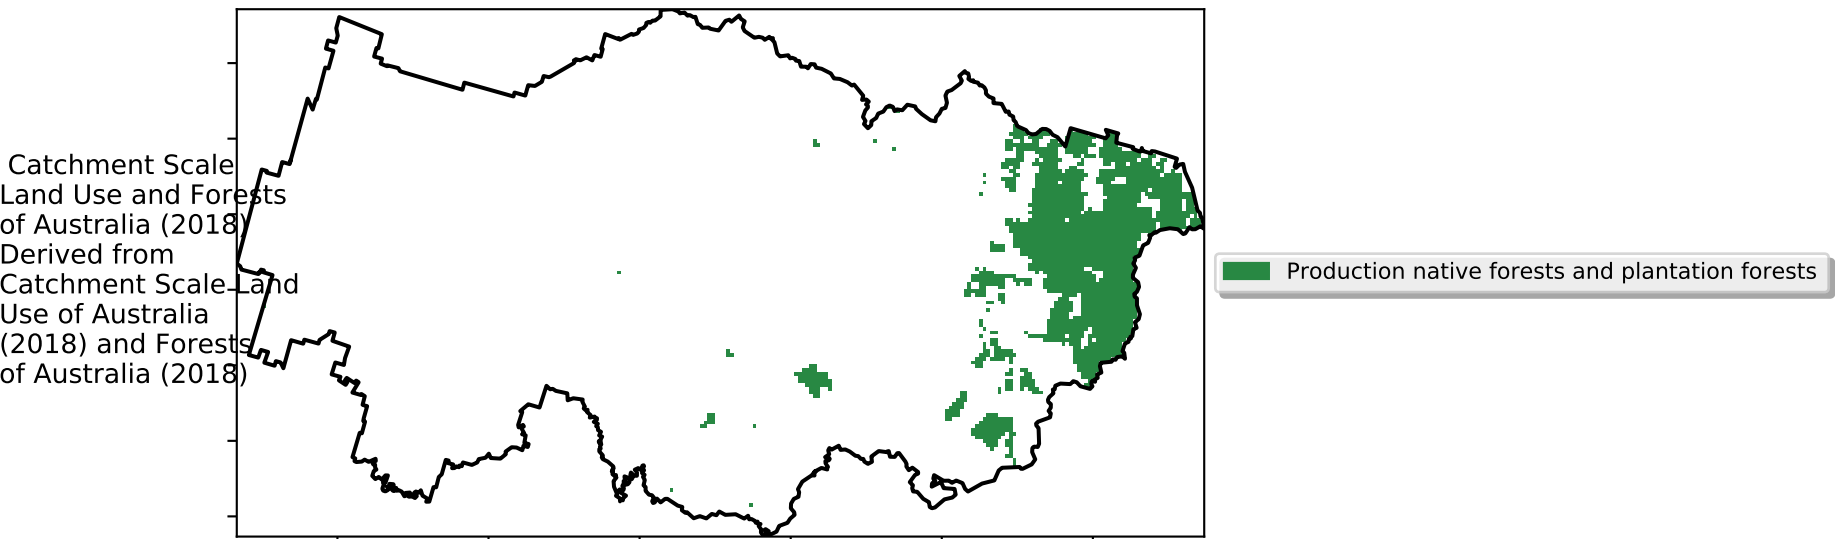 Catchment Scale
Land Use and Forests
of Australia (2018)
Derived from
Catchment Scale Land
Use of Australia
(2018) and Forests
of Australia (2018)
Production native forests and plantation forests